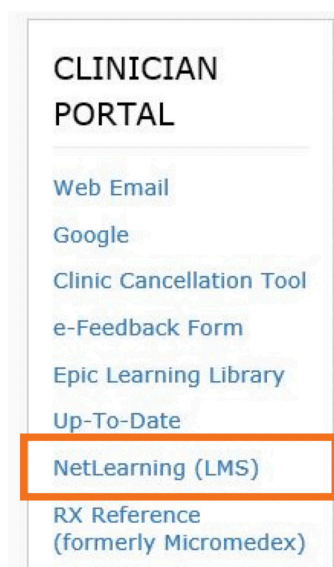 CLINICIAN
PORTAL
Web Email
Google
Clinic Cancellation Tool
e-Feedback Form
Epic Learning Library
Up-To-Date
NetLearning (LMS)
RX Reference
(formerly Micromedex)